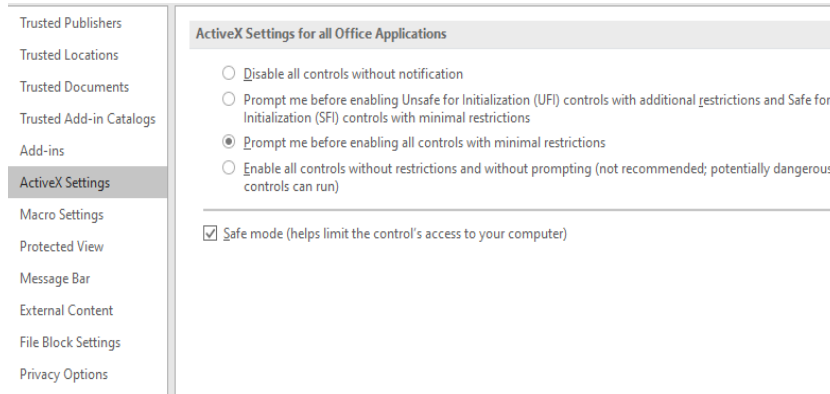 Trusted Publishers
Trusted Locations
Trusted Documents
Trusted Add-in Catalogs
Add-ins
ActiveX Settings
Macro Settings
Protected View
Message Bar
External Content
File Block Settings
Privacy Options
ActiveX Settings for all Office Applications
Disable all controls without notification
Prompt me before enabling Unsafe for Initialization (UFI) controls with additional restrictions and Safe for
Initialization (SFI) controls with minimal restrictions
Prompt me before enabling all controls with minimal restrictions
Enable all controls without restrictions and without prompting (not recommended; potentially dangerous
controls can run)
Safe mode (helps limit the control's access to your computer)